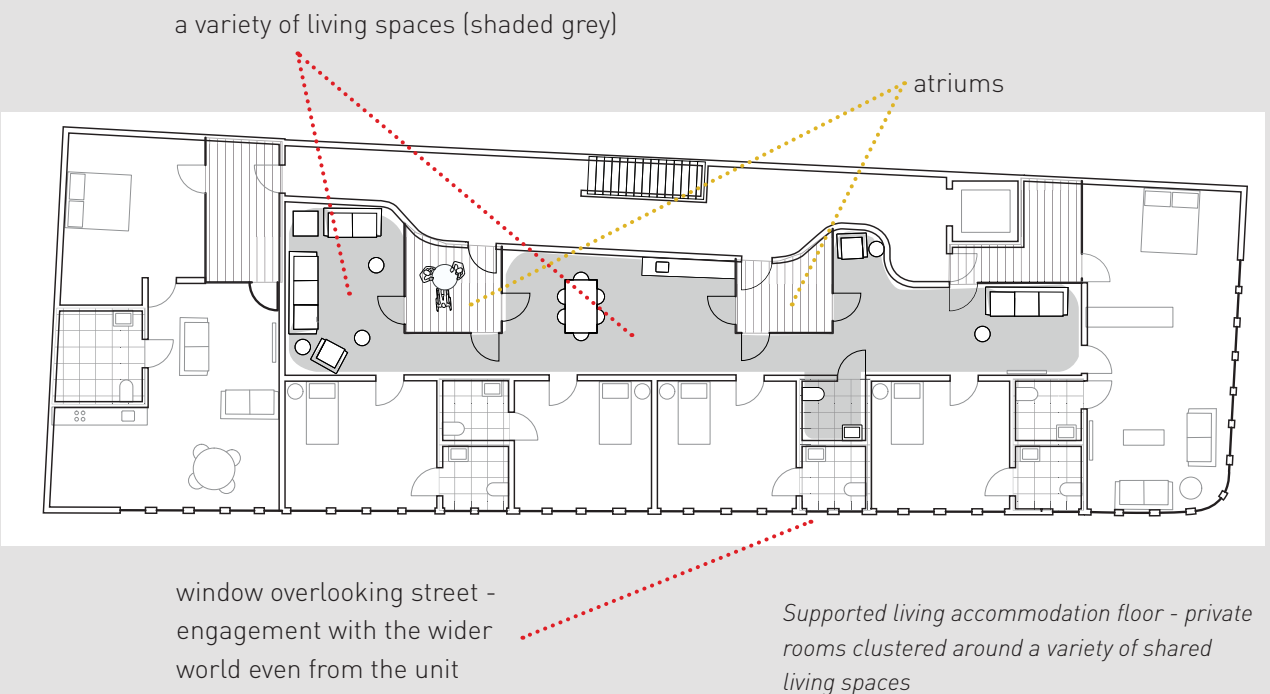 a variety of living spaces (shaded grey)
atriums
window overlooking street -
engagement with the wider
world even from the unit
Supported living accommodation floor - private
rooms clustered around a variety of shared
living spaces